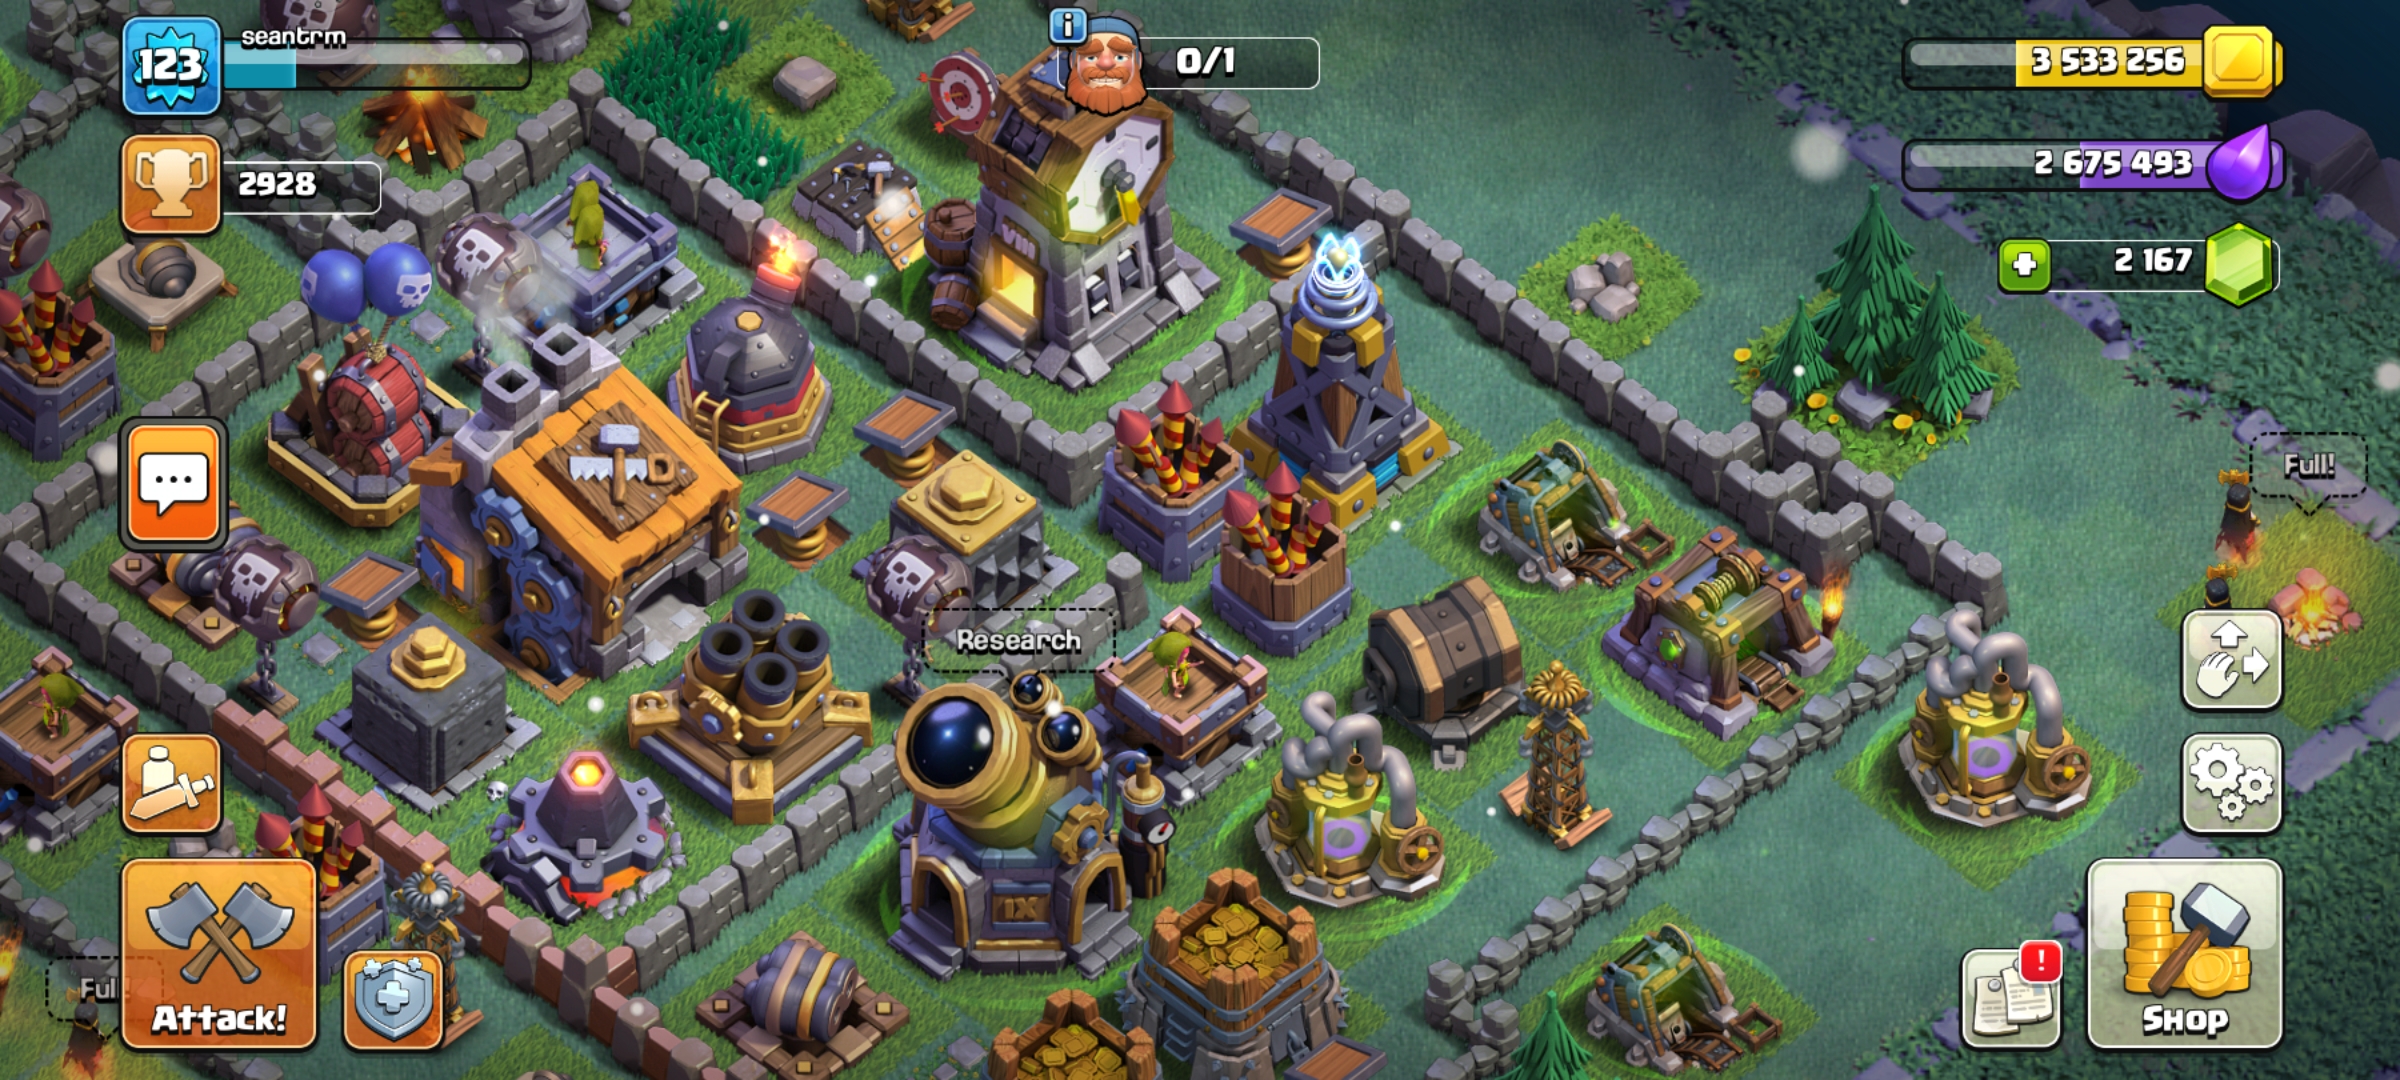 123
seantrm
0/1
3 533 256
2928
2 675 493
VIII
2 167
Full!
Research
IX
Ful
Attack!
!
Shop